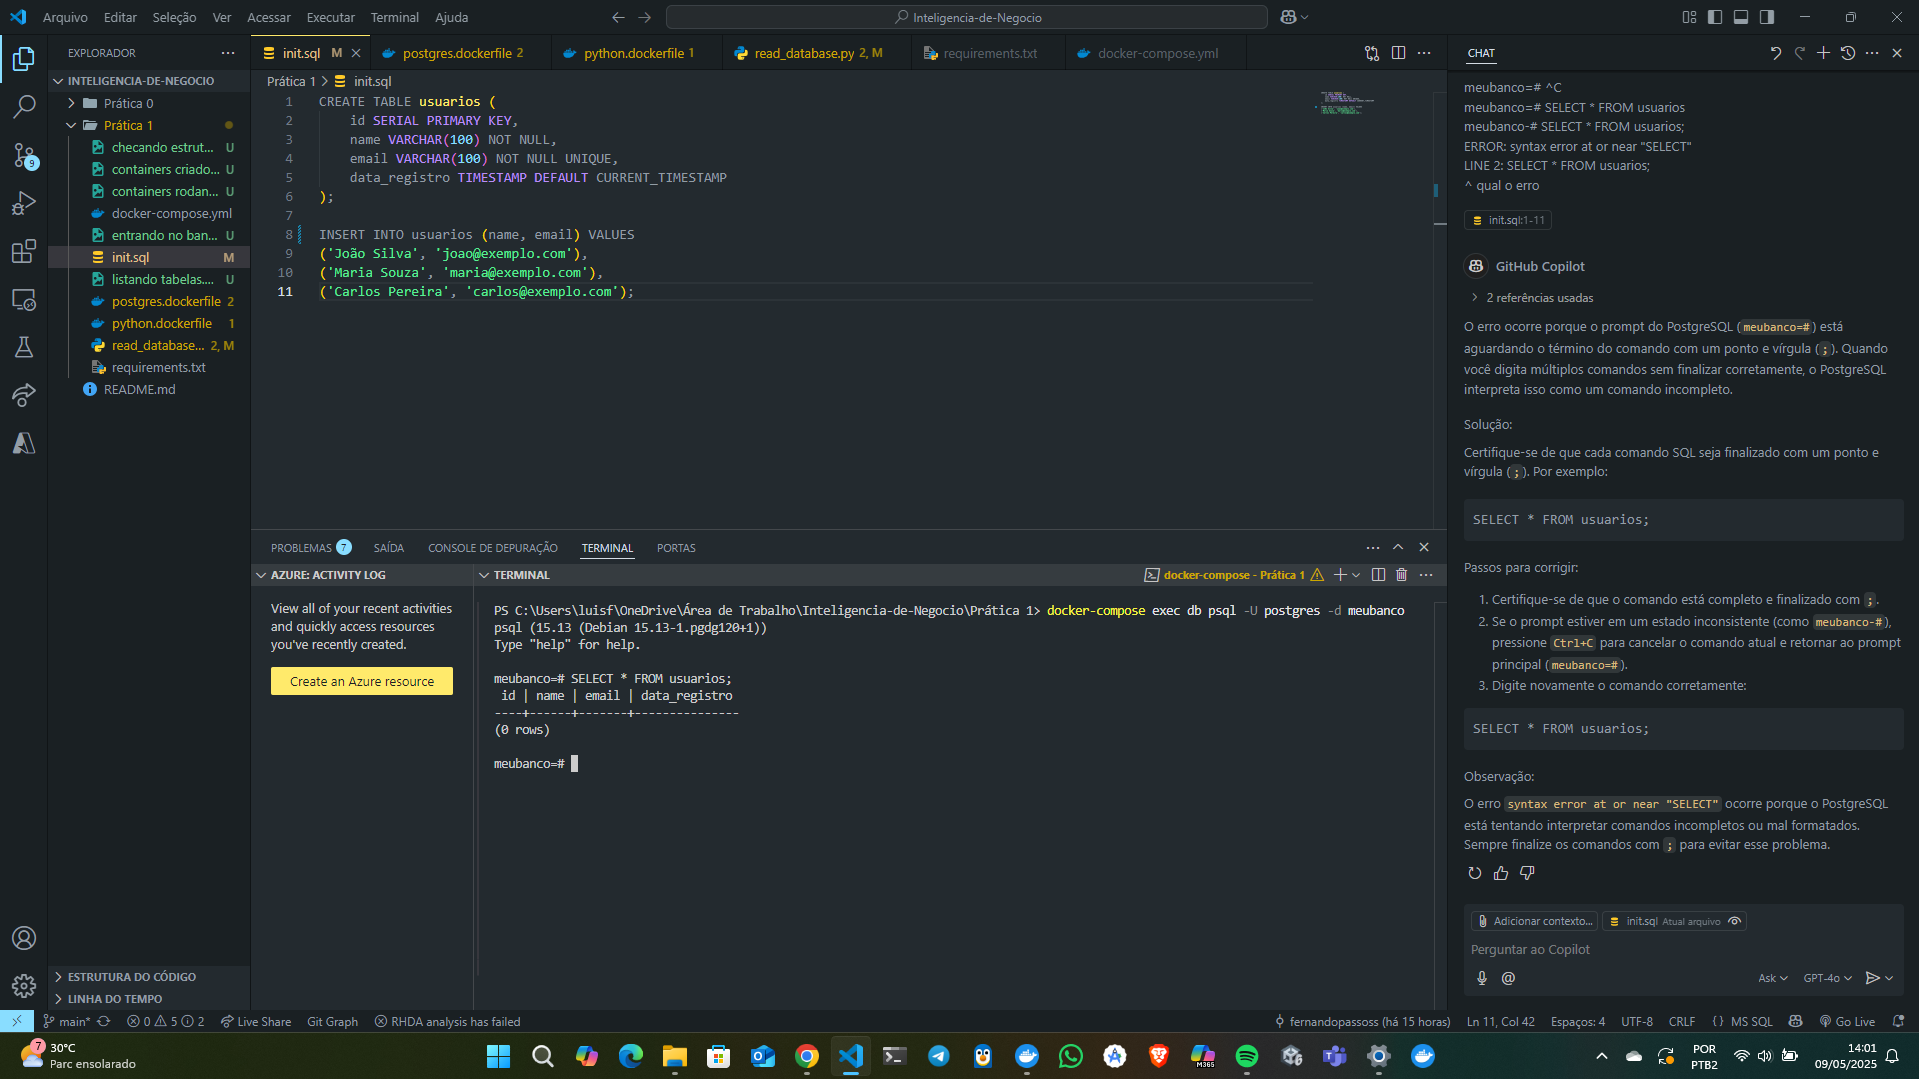 Arquivo Editar Seleção Ver Acessar Executar Terminal Ajuda
Inteligencia-de-Negocio
EXPLORADOR
INTELIGENCIA-DE-NEGOCIO
Prática 0
Prática 1
checando estrut... U
containers criado... U
containers rodan... U
docker-compose.yml
entrando no ban... U
init.sql M
listando tabelas.... U
postgres.dockerfile 2
python.dockerfile 1
read_database... 2, M
requirements.txt
README.md
ESTRUTURA DO CÓDIGO
LINHA DO TEMPO
9
init.sql M
postgres.dockerfile 2
python.dockerfile 1
read_database.py 2, M
requirements.txt
docker-compose.yml
Prática 1 > init.sql
1 CREATE TABLE usuarios (
2 id SERIAL PRIMARY KEY,
3 name VARCHAR(100) NOT NULL,
4 email VARCHAR(100) NOT NULL UNIQUE,
5 data_registro TIMESTAMP DEFAULT CURRENT_TIMESTAMP
6 );
7
8 INSERT INTO usuarios (name, email) VALUES
9 ('João Silva', 'joao@exemplo.com'),
10 ('Maria Souza', 'maria@exemplo.com'),
11 ('Carlos Pereira', 'carlos@exemplo.com');
PROBLEMAS 7 SAÍDA CONSOLE DE DEPURAÇÃO TERMINAL PORTAS
AZURE: ACTIVITY LOG
View all of your recent activities
and quickly access resources
you've recently created.
Create an Azure resource
TERMINAL
docker-compose - Prática 1
PS C:\Users\luisf\OneDrive\Área de Trabalho\Inteligencia-de-Negocio\Prática 1> docker-compose exec db psql -U postgres -d meubanco
psql (15.13 (Debian 15.13-1.pgdg120+1))
Type "help" for help.
meubanco=# SELECT * FROM usuarios;
id | name | email | data_registro
----+------+-------+---------------
(0 rows)
meubanco=#
CHAT
meubanco=# ^C
meubanco=# SELECT * FROM usuarios
meubanco-# SELECT * FROM usuarios;
ERROR: syntax error at or near "SELECT"
LINE 2: SELECT * FROM usuarios;
^ qual o erro
init.sql:1-11
GitHub Copilot
2 referências usadas
O erro ocorre porque o prompt do PostgreSQL (meubanco=#) está
aguardando o término do comando com um ponto e vírgula (;). Quando
você digita múltiplos comandos sem finalizar corretamente, o PostgreSQL
interpreta isso como um comando incompleto.
Solução:
Certifique-se de que cada comando SQL seja finalizado com um ponto e
vírgula (;). Por exemplo:
SELECT * FROM usuarios;
Passos para corrigir:
1. Certifique-se de que o comando está completo e finalizado com ;.
2. Se o prompt estiver em um estado inconsistente (como meubanco-#),
pressione Ctrl+C para cancelar o comando atual e retornar ao prompt
principal (meubanco=#).
3. Digite novamente o comando corretamente:
SELECT * FROM usuarios;
Observação:
O erro syntax error at or near "SELECT" ocorre porque o PostgreSQL
está tentando interpretar comandos incompletos ou mal formatados.
Sempre finalize os comandos com ; para evitar esse problema.
Adicionar contexto... init.sql Atual arquivo
Perguntar ao Copilot
@ Ask GPT-4o
main* 0 5 2 Live Share Git Graph RHDA analysis has failed
fernandopassoss (há 15 horas) Ln 11, Col 42 Espaços: 4 UTF-8 CRLF {} MS SQL Go Live
7
30°C
Parc ensolarado
M365
POR
PTB2
14:01
09/05/2025